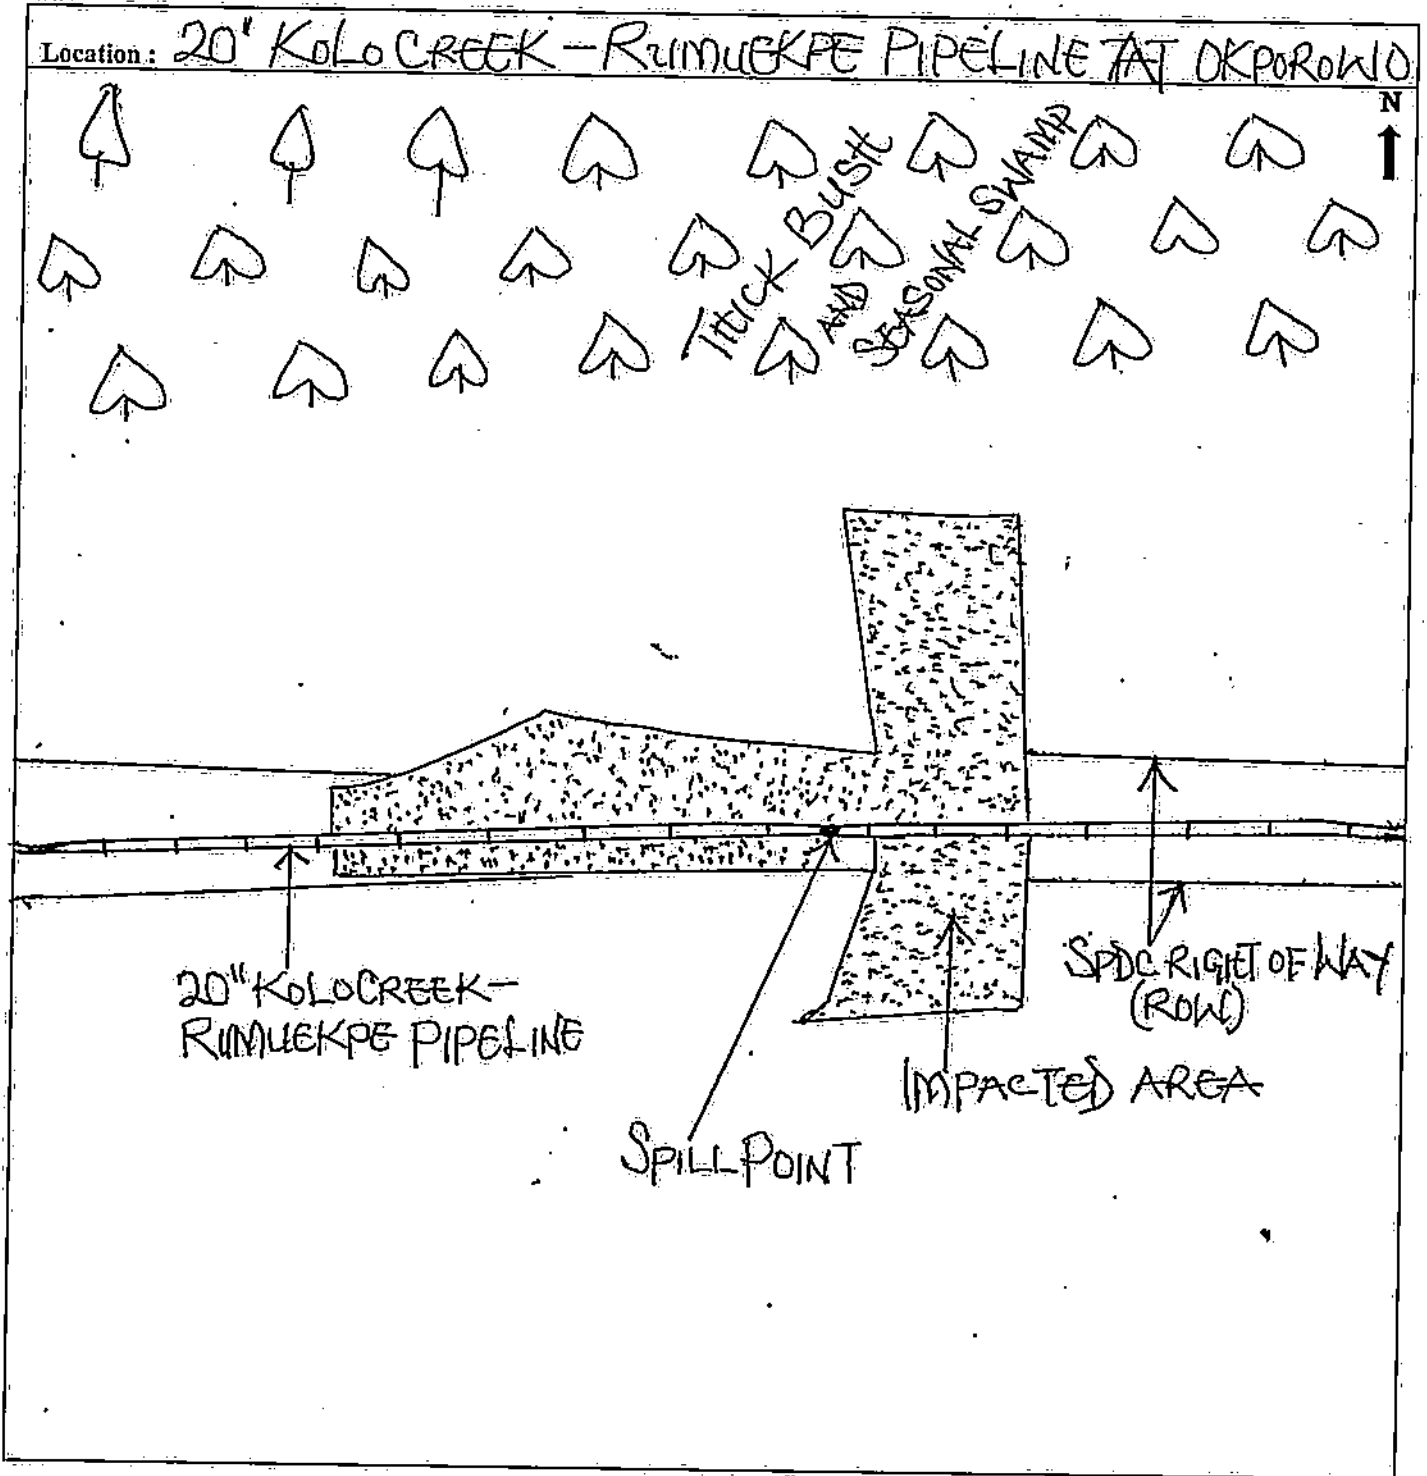 Location : 20" KOLO CREEK - RUMUEKPE PIPELINE AT OKPOROWO
N
THICK BUSH
AND
SEASONAL SWAMP
20" KOLO CREEK-
RUMUEKPE PIPELINE
SPDC RIGHT OF WAY
(ROW)
IMPACTED AREA
SPILL POINT